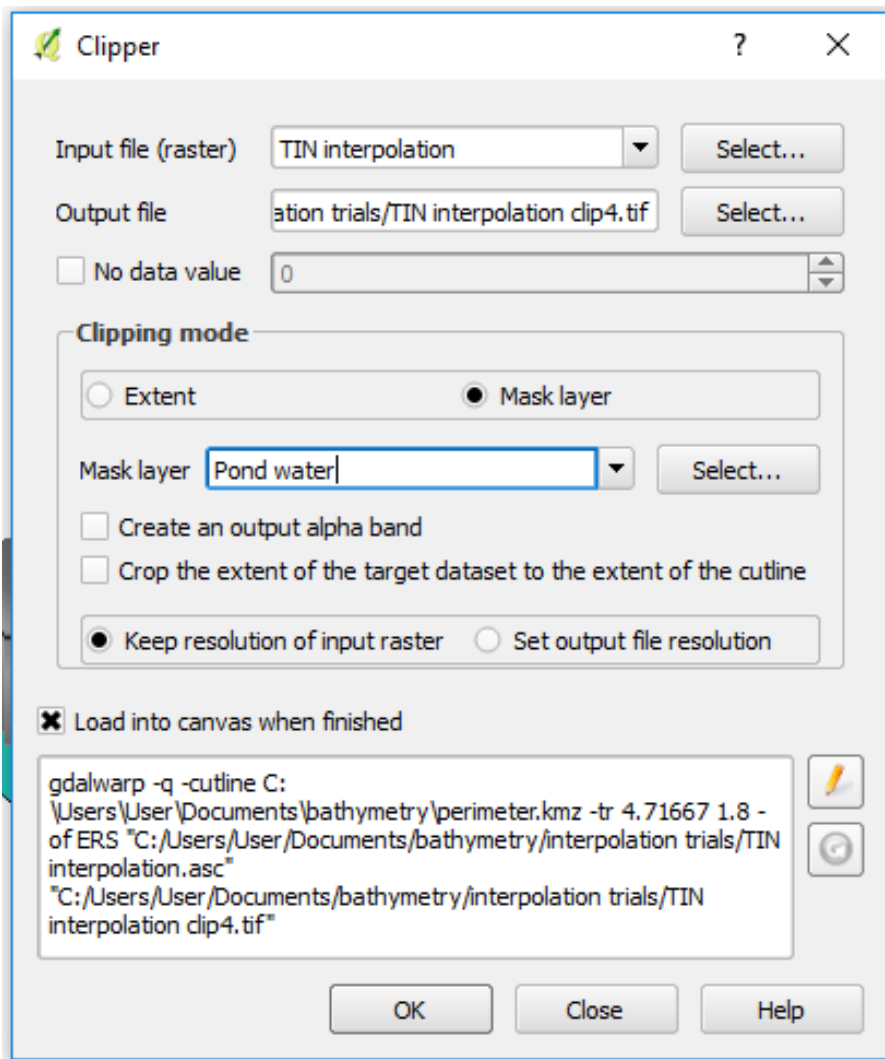 Clipper
?
Input file (raster)
TIN interpolation
Select...
Output file
ation trials/TIN interpolation clip4.tif
Select...
No data value
0
Clipping mode
Extent
Mask layer
Mask layer
Pond water
Select...
Create an output alpha band
Crop the extent of the target dataset to the extent of the cutline
Keep resolution of input raster
Set output file resolution
Load into canvas when finished
gdalwarp -q -cutline C:
\Users\User\Documents\bathymetry\perimeter.kmz -tr 4.71667 1.8 -
of ERS "C:/Users/User/Documents/bathymetry/interpolation trials/TIN
interpolation.asc"
"C:/Users/User/Documents/bathymetry/interpolation trials/TIN
interpolation clip4.tif"
OK
Close
Help